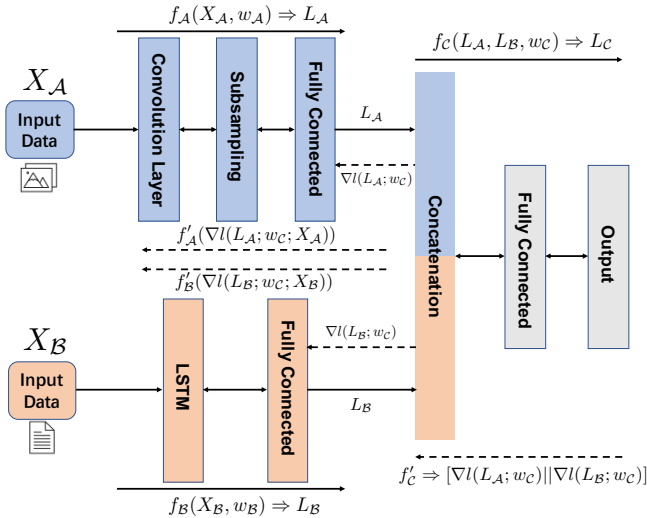 f_A(X_A, w_A) ⇒ L_A
f_C(L_A, L_B, w_C) ⇒ L_C
X_A
Input
Data
Convolution Layer
Subsampling
Fully Connected
L_A
∇l(L_A; w_C)
f'_A(∇l(L_A; w_C; X_A))
f'_B(∇l(L_B; w_C; X_B))
Concatenation
Fully Connected
Output
X_B
Input
Data
LSTM
Fully Connected
∇l(L_B; w_C)
L_B
f'_C ⇒ [∇l(L_A; w_C)||∇l(L_B; w_C)]
f_B(X_B, w_B) ⇒ L_B